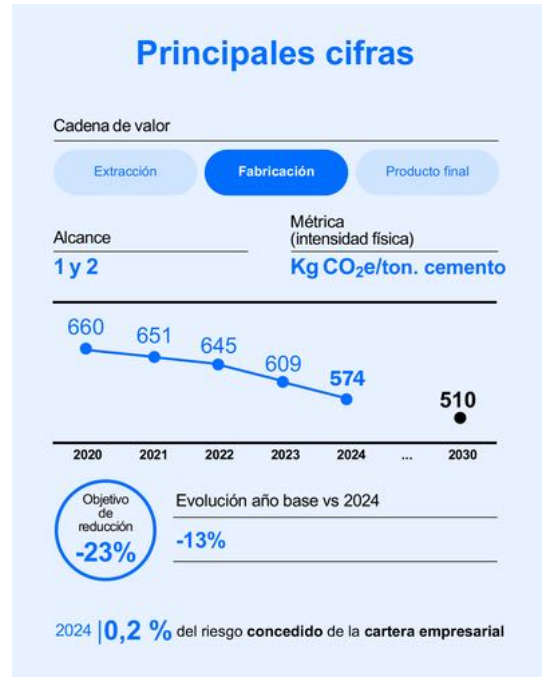 Principales cifras
Cadena de valor
Extracción Fabricación Producto final
Alcance
Métrica
(intensidad física)
1 y 2
Kg CO₂e/ton. cemento
660
651
645
609
574
510
2020 2021 2022 2023 2024 ... 2030
Objetivo
de
reducción
-23%
Evolución año base vs 2024
-13%
2024 | 0,2 % del riesgo concedido de la cartera empresarial